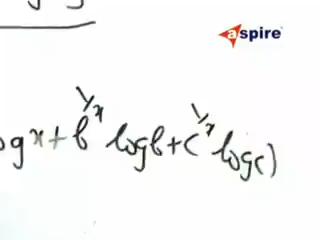 aspire
og x + b^{1/x} log b + c^{1/x} log c)